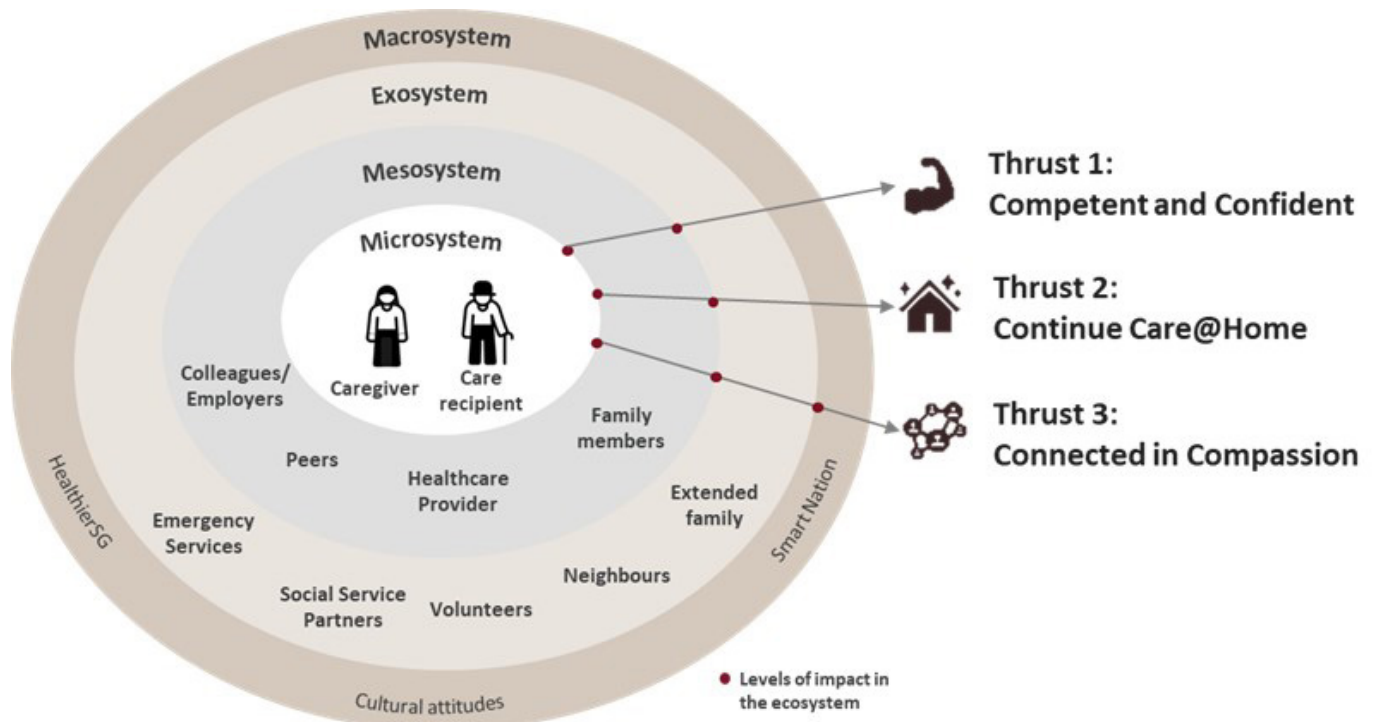 Macrosystem
Exosystem
Mesosystem
Microsystem
Caregiver
Care
recipient
Colleagues/
Employers
Peers
Healthcare
Provider
Family
members
Emergency
Services
Social Service
Partners
Volunteers
Neighbours
Extended
family
HealthierSG
Cultural attitudes
Smart Nation
Thrust 1:
Competent and Confident
Thrust 2:
Continue Care@Home
Thrust 3:
Connected in Compassion
Levels of impact in
the ecosystem